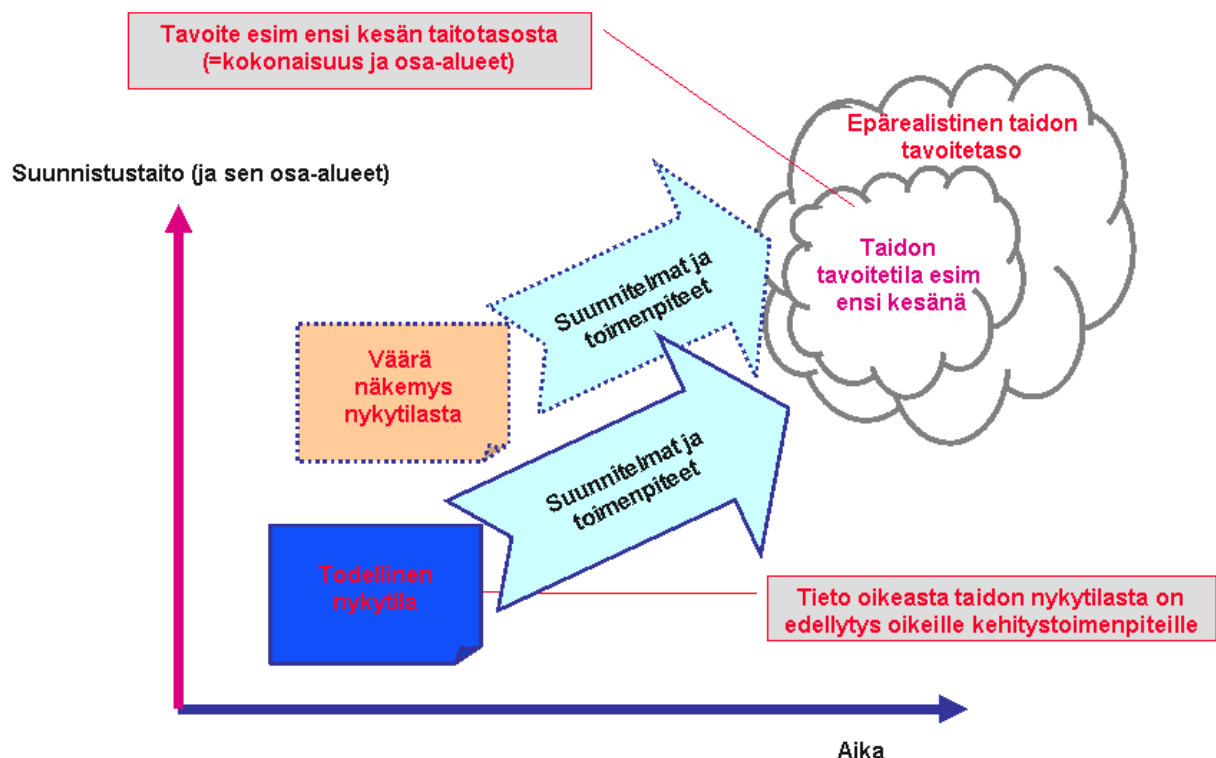 Tavoite esim ensi kesän taitotasosta
(=kokonaisuus ja osa-alueet)
Epärealistinen taidon
tavoitetaso
Suunnistustaito (ja sen osa-alueet)
Taidon
tavoitetila esim
ensi kesänä
Suunnitelmat ja
toimenpiteet
Väärä
näkemys
nykytilasta
Suunnitelmat ja
toimenpiteet
Todellinen
nykytila
Tieto oikeasta taidon nykytilasta on
edellytys oikeille kehitystoimenpiteille
Aika